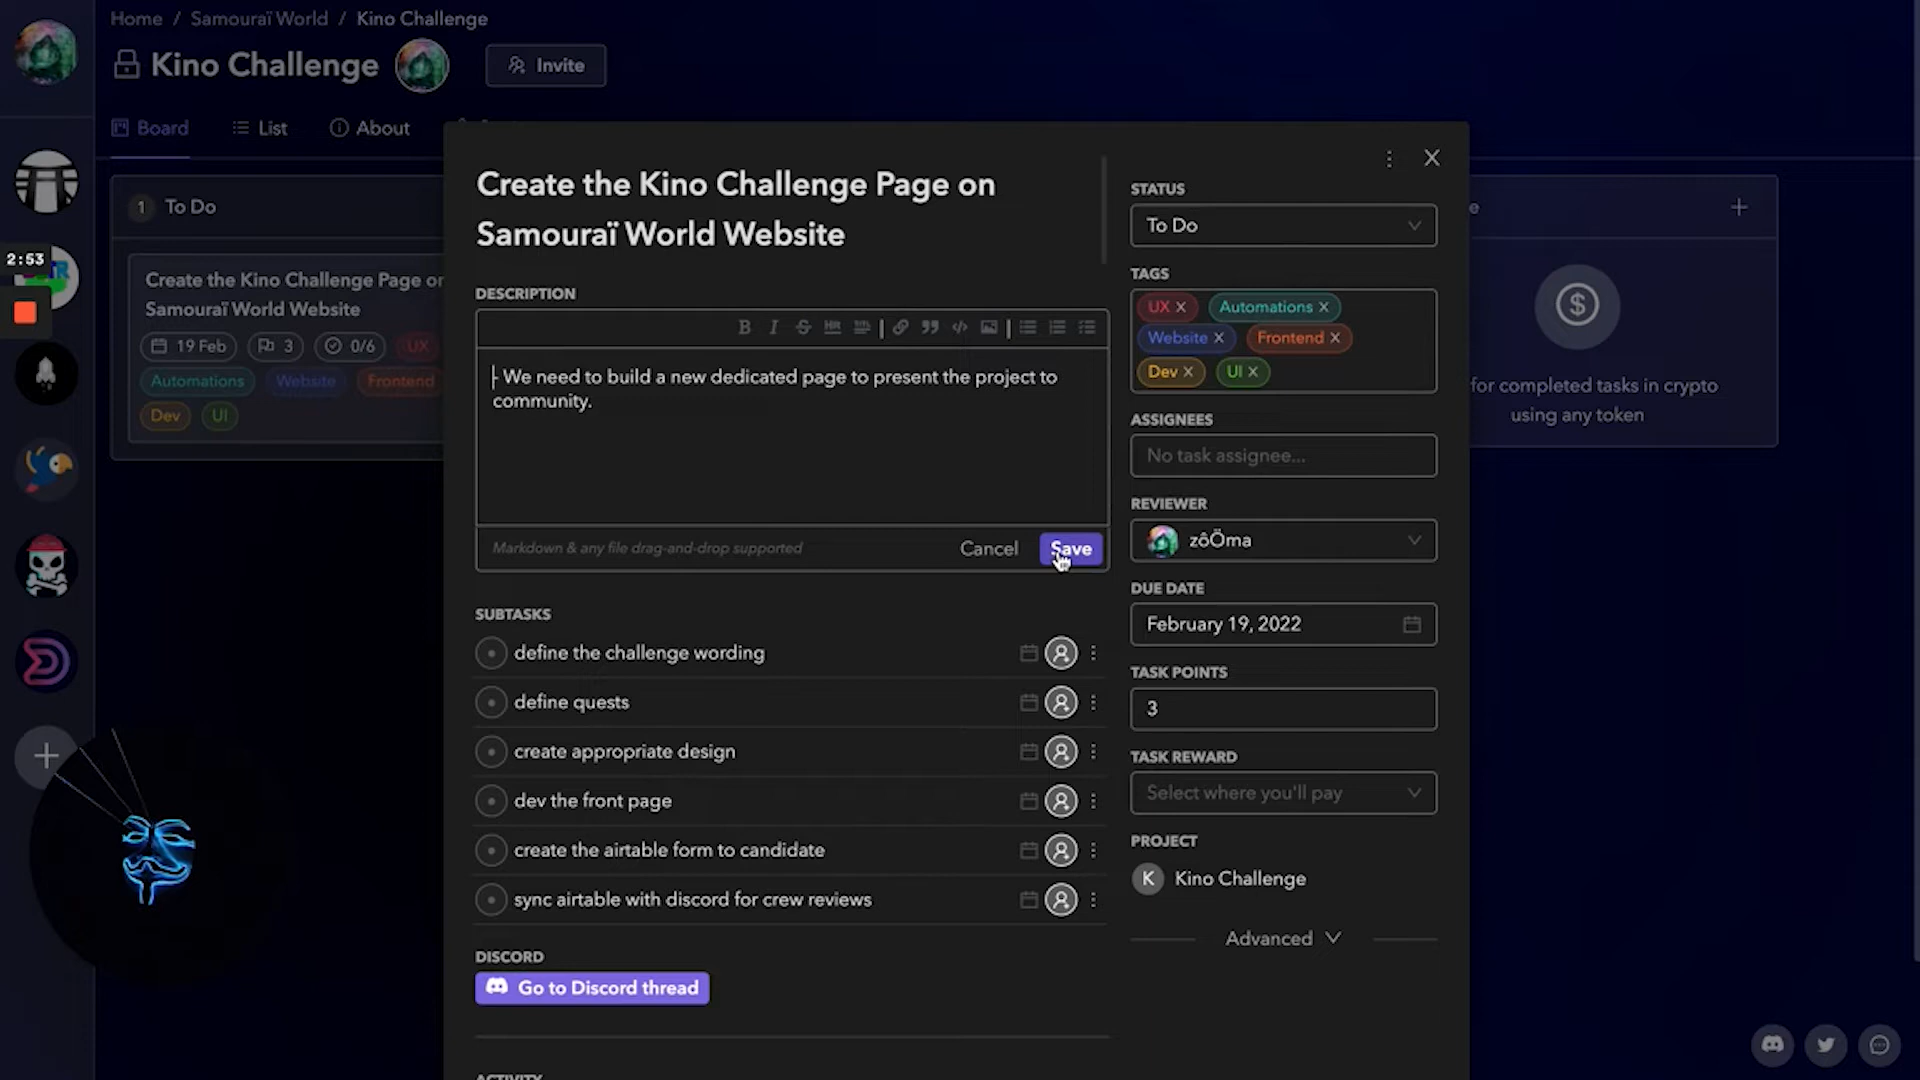 Home / Samouraï World / Kino Challenge
Kino Challenge
Invite
Board
List
About
1 To Do
Create the Kino Challenge Page on
Samouraï World Website
19 Feb
3
0/6
UX
Automations
Website
Frontend
Dev
UI
2:53
Create the Kino Challenge Page on
Samouraï World Website
DESCRIPTION
- We need to build a new dedicated page to present the project to
community.
Markdown & any file drag-and-drop supported
Cancel
Save
SUBTASKS
define the challenge wording
define quests
create appropriate design
dev the front page
create the airtable form to candidate
sync airtable with discord for crew reviews
DISCORD
Go to Discord thread
ACTIVITY
STATUS
To Do
TAGS
UX
Automations
Website
Frontend
Dev
UI
ASSIGNEES
No task assignee...
REVIEWER
zôÖma
DUE DATE
February 19, 2022
TASK POINTS
3
TASK REWARD
Select where you'll pay
PROJECT
K Kino Challenge
Advanced
for completed tasks in crypto
using any token